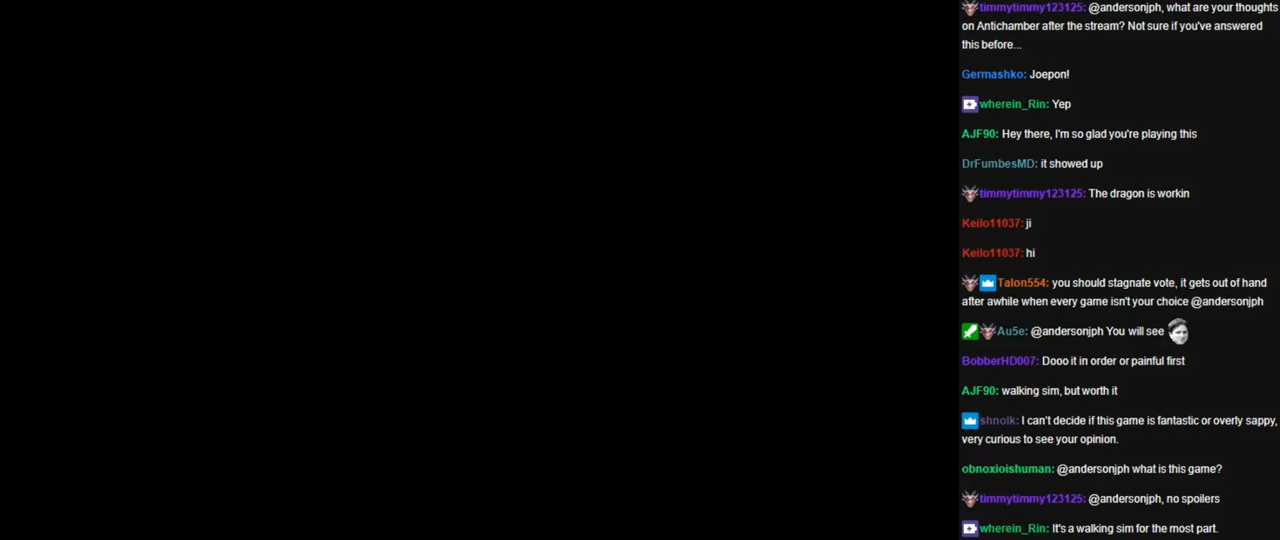 timmytimmy123125: @andersonjph, what are your thoughts
on Antichamber after the stream? Not sure if you've answered
this before...
Germashko: Joepon!
wherein_Rin: Yep
AJF90: Hey there, I'm so glad you're playing this
DrFumbesMD: it showed up
timmytimmy123125: The dragon is workin
Keilo11037: ji
Keilo11037: hi
Talon554: you should stagnate vote, it gets out of hand
after awhile when every game isn't your choice @andersonjph
Au5e: @andersonjph You will see
BobberHD007: Dooo it in order or painful first
AJF90: walking sim, but worth it
shnolk: I can't decide if this game is fantastic or overly sappy,
very curious to see your opinion.
obnoxioishuman: @andersonjph what is this game?
timmytimmy123125: @andersonjph, no spoilers
wherein_Rin: It's a walking sim for the most part.